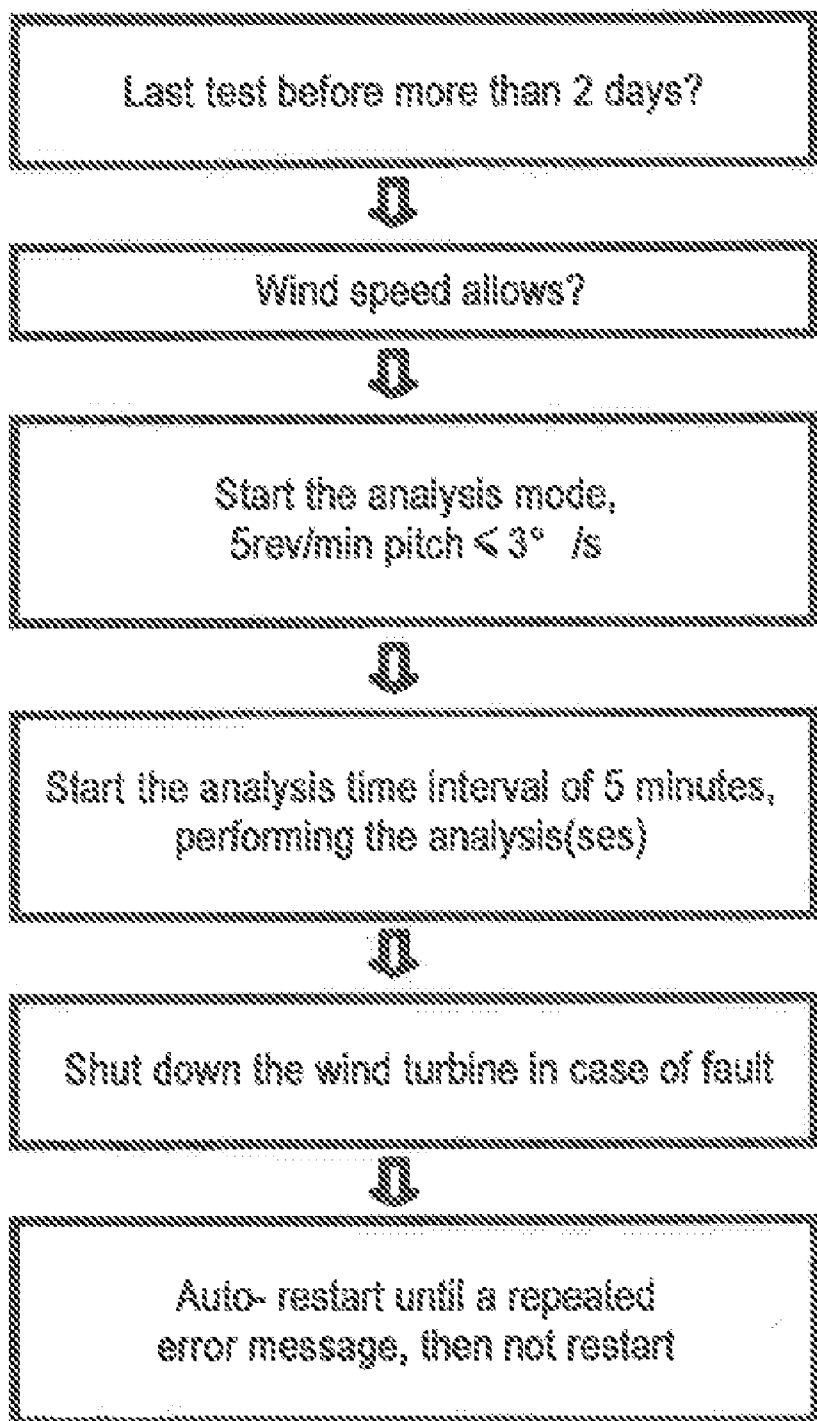 Last test before more than 2 days?
Wind speed allows?
Start the analysis mode,
5rev/min pitch < 3° /s
Start the analysis time interval of 5 minutes,
performing the analysis(ses)
Shut down the wind turbine in case of fault
Auto- restart until a repeated
error message, then not restart